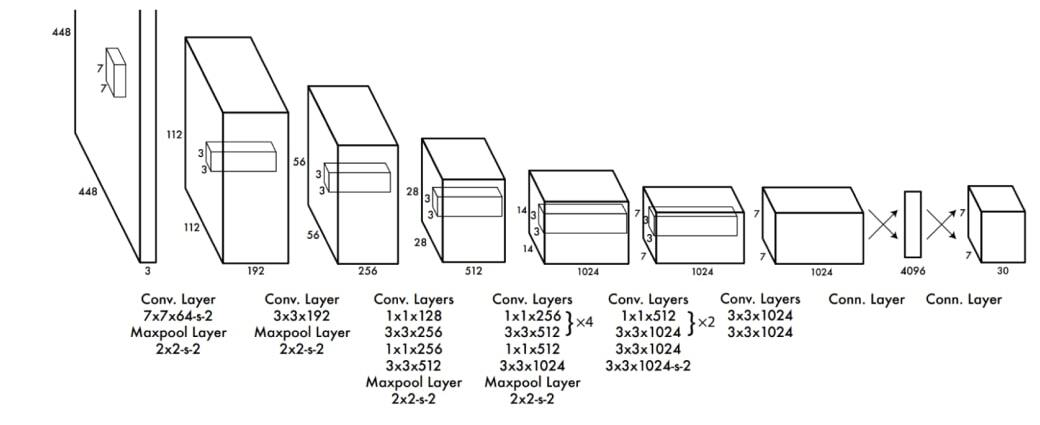 448
7
7
448
3
112
3
3
112
192
56
3
3
56
256
28
3
3
28
512
14
3
3
14
1024
7
3
3
7
1024
7
7
1024
4096
7
7
30
Conv. Layer
7x7x64-s-2
Maxpool Layer
2x2-s-2
Conv. Layer
3x3x192
Maxpool Layer
2x2-s-2
Conv. Layers
1x1x128
3x3x256
1x1x256
3x3x512
Maxpool Layer
2x2-s-2
Conv. Layers
1x1x256
3x3x512 } ×4
1x1x512
3x3x1024
Maxpool Layer
2x2-s-2
Conv. Layers
1x1x512
3x3x1024 } ×2
3x3x1024
3x3x1024-s-2
Conv. Layers
3x3x1024
3x3x1024
Conn. Layer
Conn. Layer